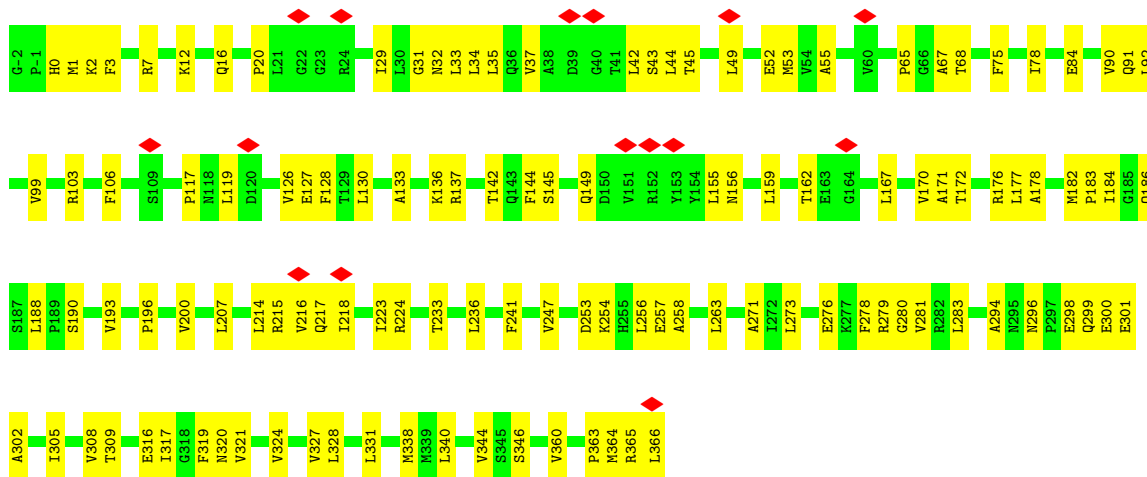 G-2 P-1 H0 M1 K2 F3 R7 K12 Q16 P20 L21 G22 G23 R24 I29 L30 G31 N32 L33 L34 L35 Q36 V37 A38 D39 G40 T41 L42 S43 L44 T45 L49 E52 M53 V54 A55 V60 P65 G66 A67 T68 F75 I78 E84 V90 Q91 L92
V99 R103 F106 S109 P117 N118 L119 D120 V126 E127 F128 T129 L130 A133 K136 R137 T142 Q143 F144 S145 Q149 D150 V151 R152 Y153 Y154 L155 N156 L159 T162 E163 G164 L167 V170 A171 T172 R176 L177 A178 M182 P183 I184 G185
S187 L188 P189 S190 V193 P196 V200 L207 L214 R215 V216 Q217 I218 I223 R224 T233 L236 F241 V247 D253 K254 H255 L256 E257 A258 L263 A271 I272 L273 E276 K277 F278 R279 G280 V281 R282 L283 A294 N295 N296 P297 E298 Q299 E300 E301
A302 I305 V308 T309 E316 I317 G318 F319 N320 V321 V324 V327 L328 L331 M338 M339 L340 V344 S345 S346 V360 P363 M364 R365 L366